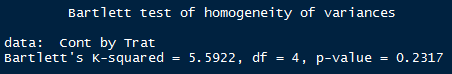 Bartlett test of homogeneity of variances
data:  Cont by Trat
Bartlett's K-squared = 5.5922, df = 4, p-value = 0.2317